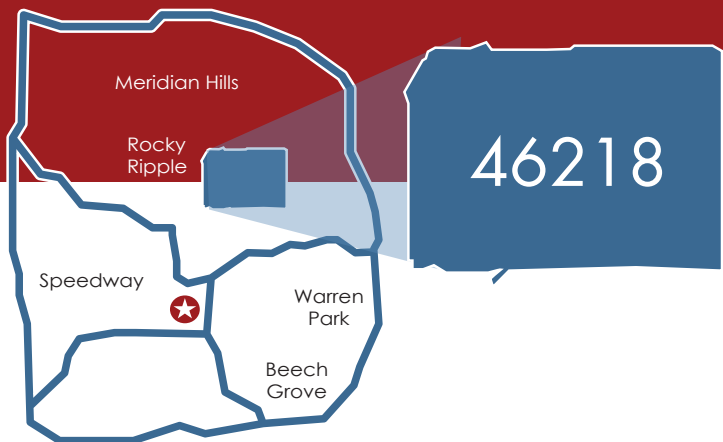 Meridian Hills
Rocky
Ripple
46218
Speedway
Warren
Park
Beech
Grove